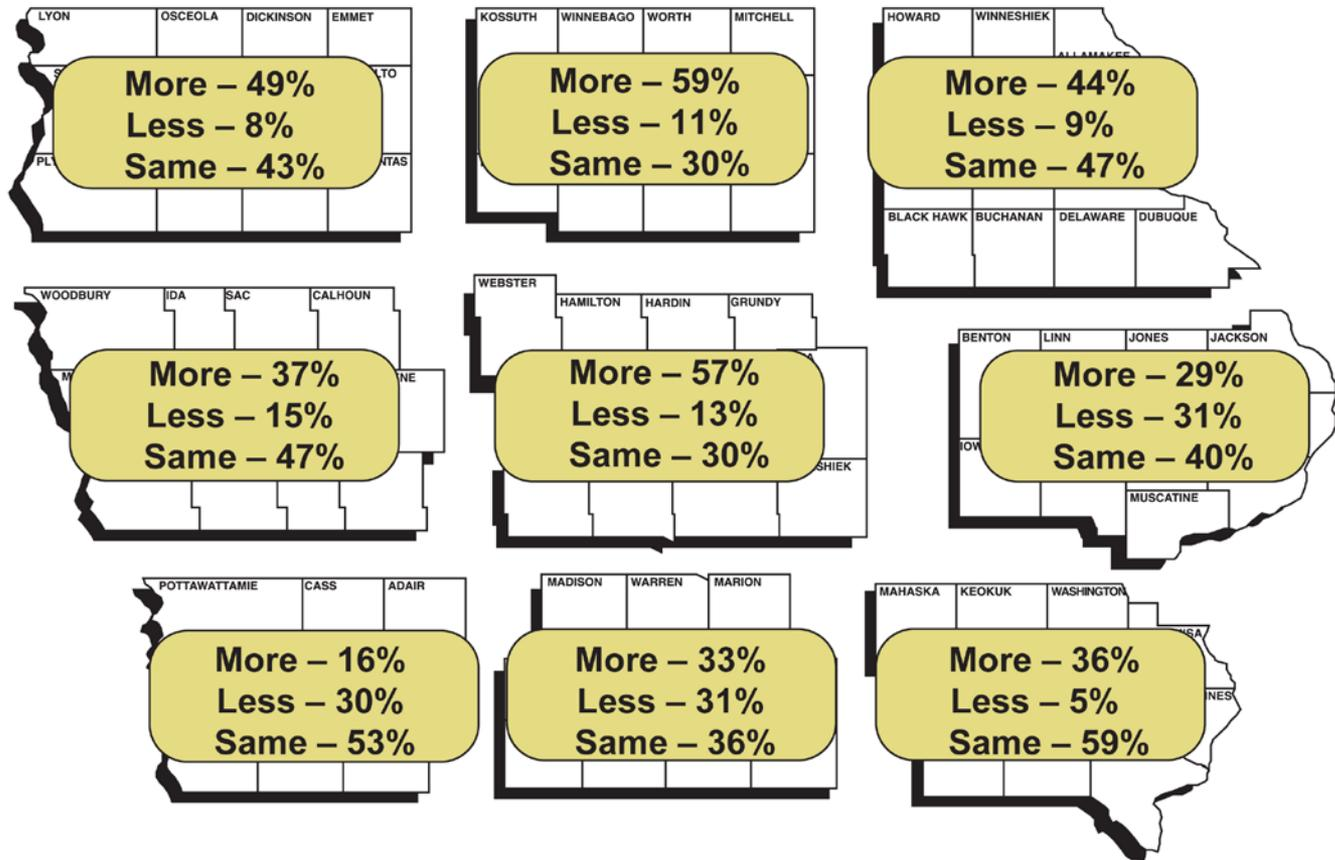 LYON OSCEOLA DICKINSON EMMET
More – 49%
Less – 8%
Same – 43%
KOSSUTH WINNEBAGO WORTH MITCHELL
More – 59%
Less – 11%
Same – 30%
HOWARD WINNESHIEK
ALLAMAKEE
More – 44%
Less – 9%
Same – 47%
BLACK HAWK BUCHANAN DELAWARE DUBUQUE
WOODBURY IDA SAC CALHOUN
More – 37%
Less – 15%
Same – 47%
WEBSTER
HAMILTON HARDIN GRUNDY
More – 57%
Less – 13%
Same – 30%
BENTON LINN JONES JACKSON
More – 29%
Less – 31%
Same – 40%
MUSCATINE
POTTAWATTAMIE CASS ADAIR
More – 16%
Less – 30%
Same – 53%
MADISON WARREN MARION
More – 33%
Less – 31%
Same – 36%
MAHASKA KEOKUK WASHINGTON
More – 36%
Less – 5%
Same – 59%